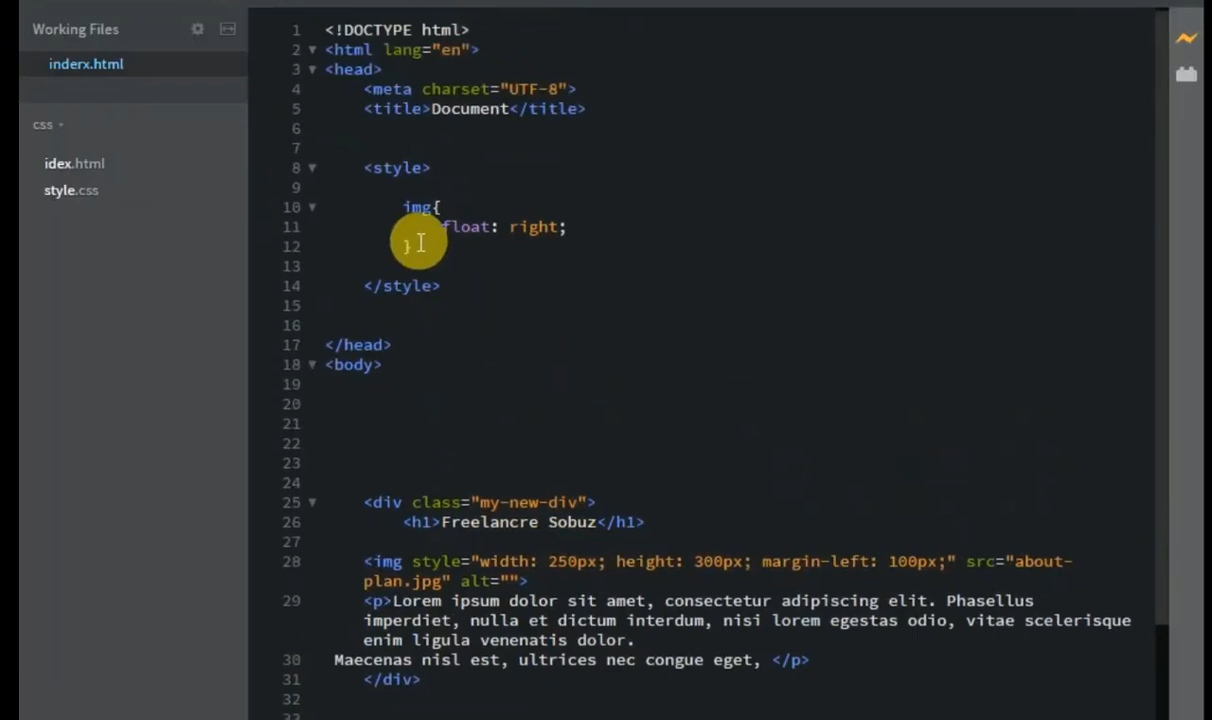 Working Files
inderx.html
css
idex.html
style.css
1 <!DOCTYPE html>
2 <html lang="en">
3 <head>
4 <meta charset="UTF-8">
5 <title>Document</title>
6
7
8 <style>
9
10 img{
11 float: right;
12 }
13
14 </style>
15
16
17 </head>
18 <body>
19
20
21
22
23
24
25 <div class="my-new-div">
26 <h1>Freelancre Sobuz</h1>
27
28 <img style="width: 250px; height: 300px; margin-left: 100px;" src="about-
plan.jpg" alt="">
29 <p>Lorem ipsum dolor sit amet, consectetur adipiscing elit. Phasellus
imperdiet, nulla et dictum interdum, nisi lorem egestas odio, vitae scelerisque
enim ligula venenatis dolor.
30 Maecenas nisl est, ultrices nec congue eget, </p>
31 </div>
32
33